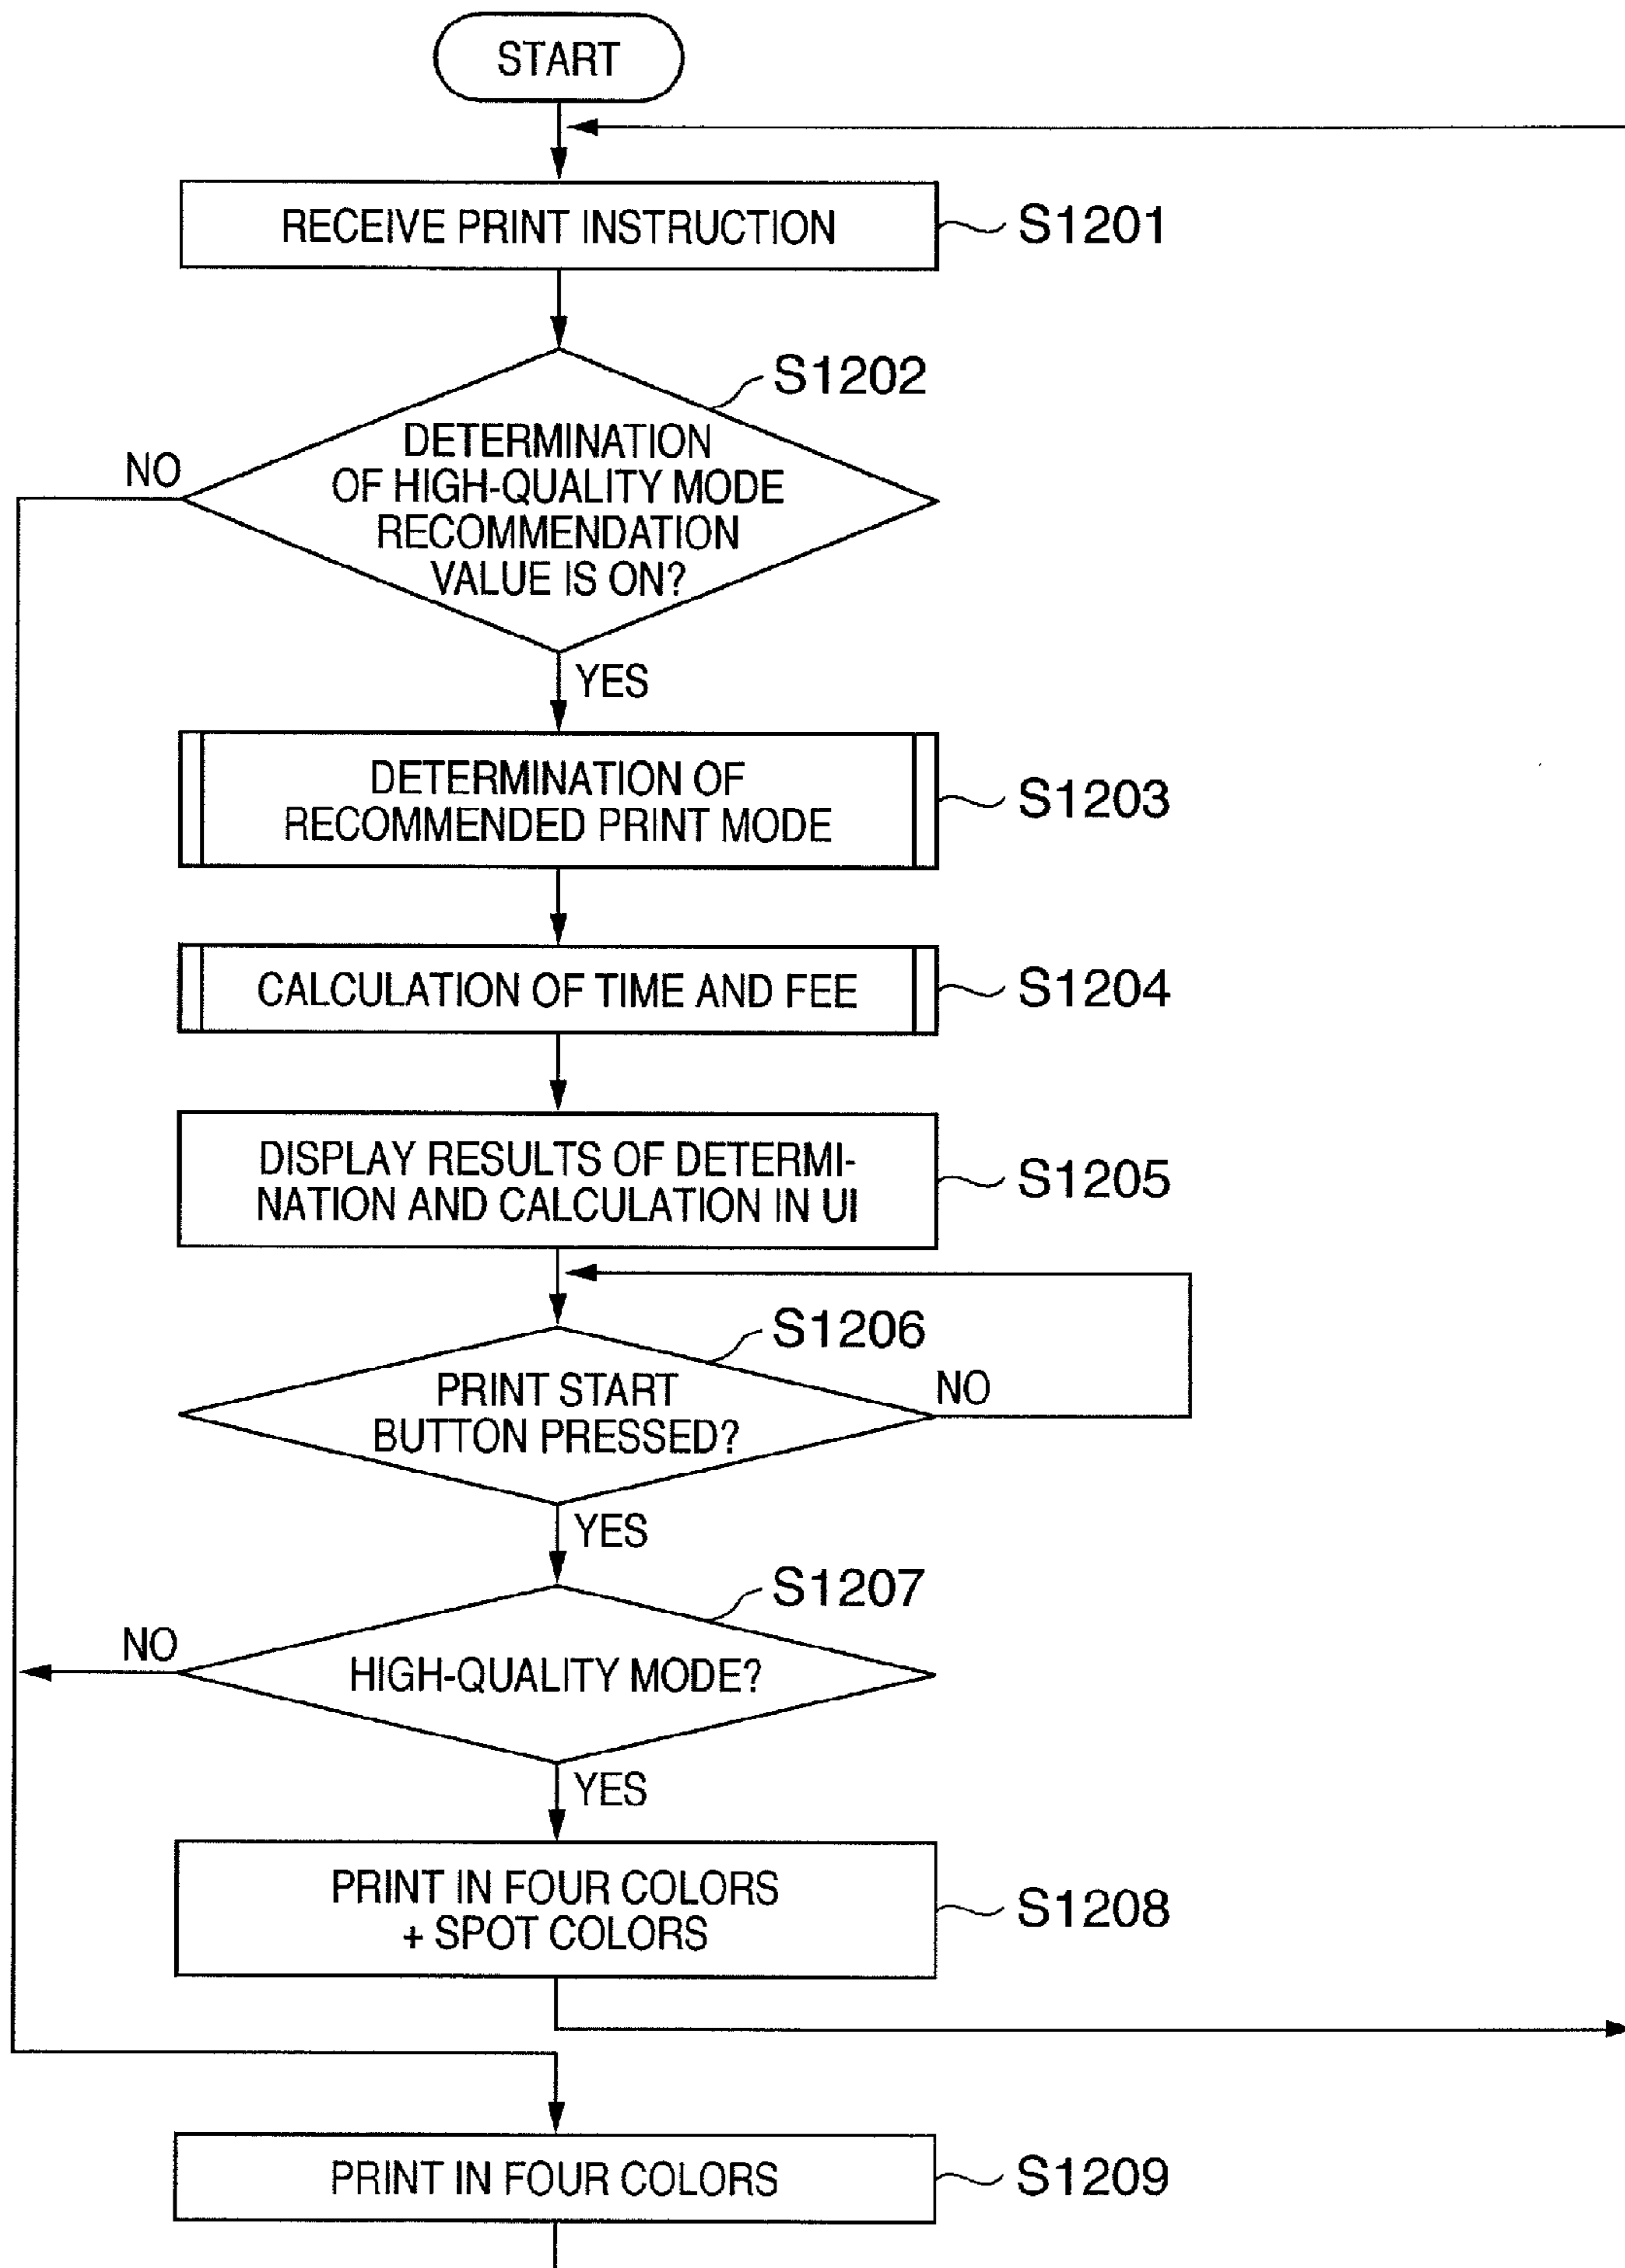 START
RECEIVE PRINT INSTRUCTION
S1201
S1202
DETERMINATION
OF HIGH-QUALITY MODE
RECOMMENDATION
VALUE IS ON?
NO
YES
DETERMINATION OF
RECOMMENDED PRINT MODE
S1203
CALCULATION OF TIME AND FEE
S1204
DISPLAY RESULTS OF DETERMI-
NATION AND CALCULATION IN UI
S1205
S1206
PRINT START
BUTTON PRESSED?
NO
YES
S1207
NO
HIGH-QUALITY MODE?
YES
PRINT IN FOUR COLORS
+ SPOT COLORS
S1208
PRINT IN FOUR COLORS
S1209